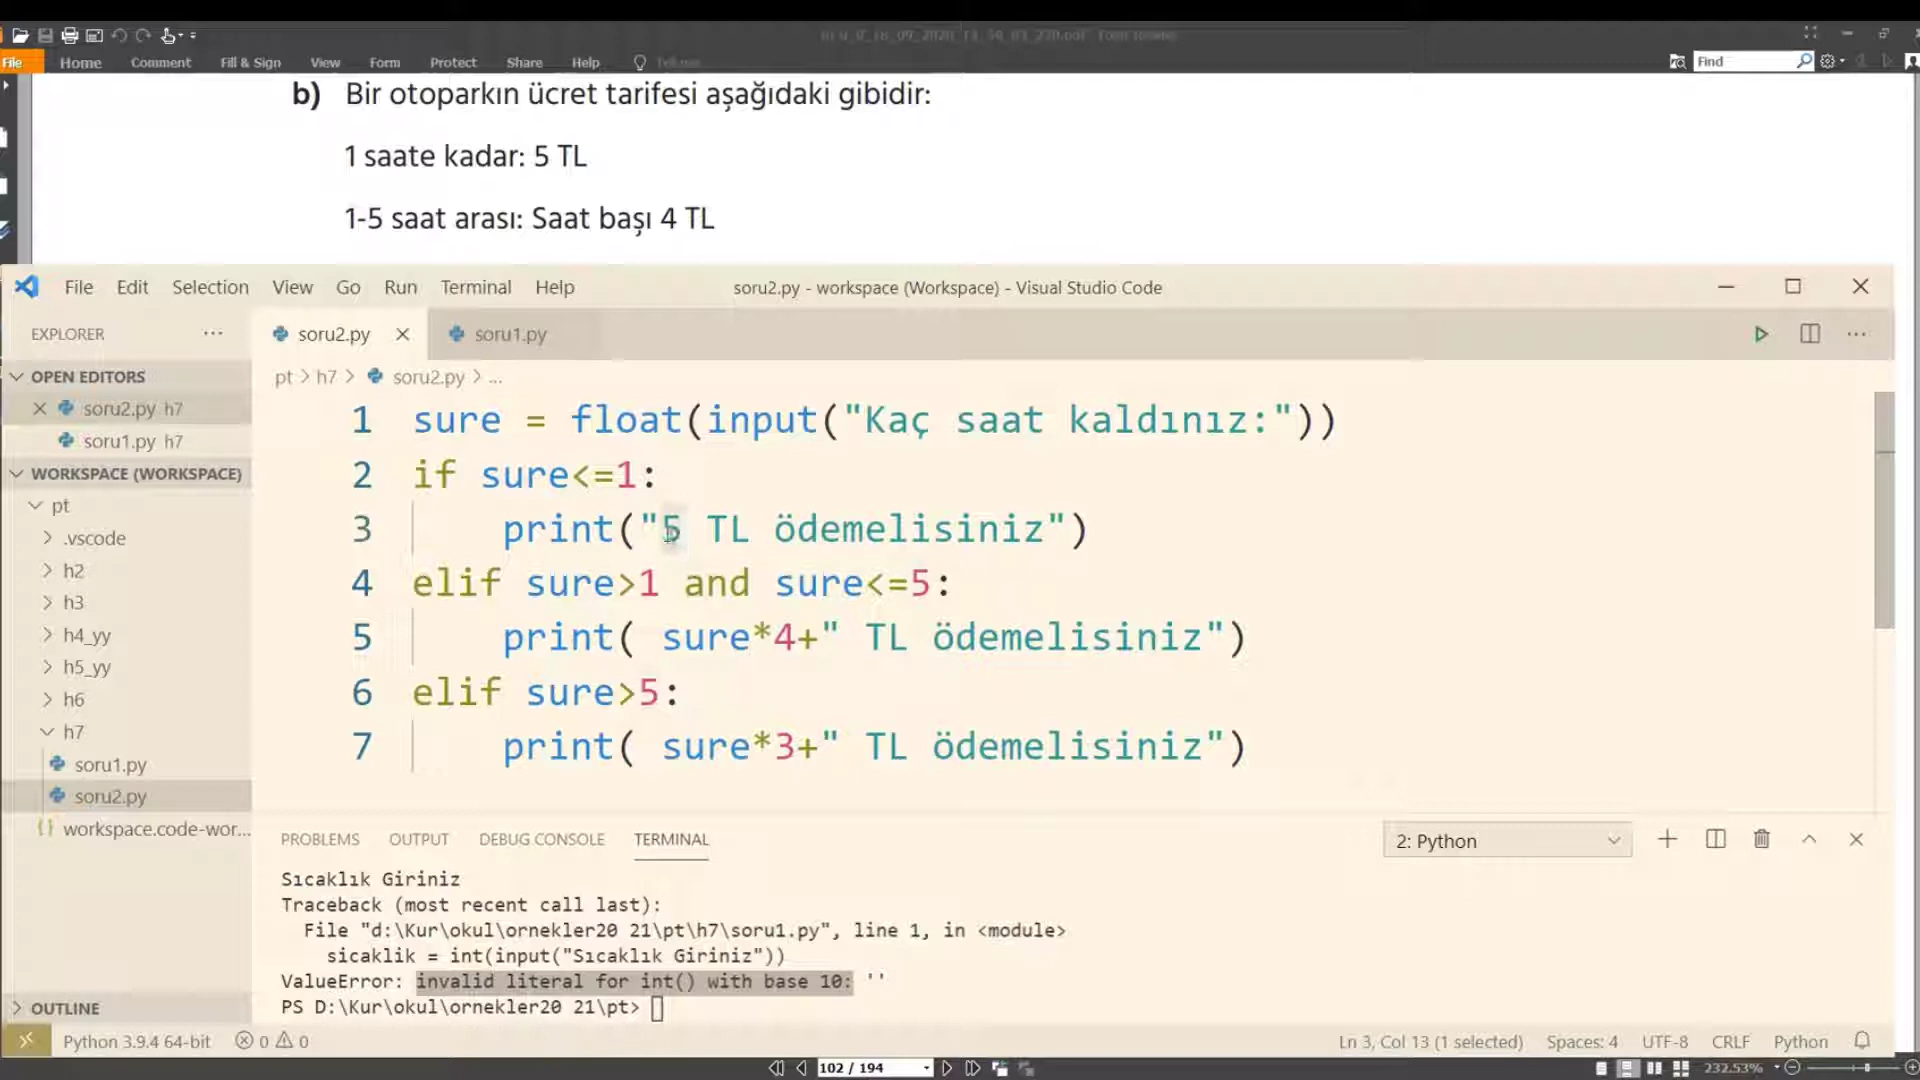 File Home Comment Fill & Sign View Form Protect Share Help Find
b) Bir otoparkın ücret tarifesi aşağıdaki gibidir:
1 saate kadar: 5 TL
1-5 saat arası: Saat başı 4 TL
File Edit Selection View Go Run Terminal Help soru2.py - workspace (Workspace) - Visual Studio Code
EXPLORER ··· soru2.py soru1.py ···
OPEN EDITORS
soru2.py h7
soru1.py h7
WORKSPACE (WORKSPACE)
pt
.vscode
h2
h3
h4_yy
h5_yy
h6
h7
soru1.py
soru2.py
{} workspace.code-wor...
OUTLINE
pt > h7 > soru2.py > ...
1 sure = float(input("Kaç saat kaldınız:"))
2 if sure<=1:
3 print("5 TL ödemelisiniz")
4 elif sure>1 and sure<=5:
5 print( sure*4+" TL ödemelisiniz")
6 elif sure>5:
7 print( sure*3+" TL ödemelisiniz")
PROBLEMS OUTPUT DEBUG CONSOLE TERMINAL 2: Python
Sıcaklık Giriniz
Traceback (most recent call last):
File "d:\Kur\okul\ornekler20 21\pt\h7\soru1.py", line 1, in <module>
sicaklik = int(input("Sıcaklık Giriniz"))
ValueError: invalid literal for int() with base 10: ''
PS D:\Kur\okul\ornekler20 21\pt>
Python 3.9.4 64-bit 0 0 Ln 3, Col 13 (1 selected) Spaces: 4 UTF-8 CRLF Python
102 / 194 232.53%